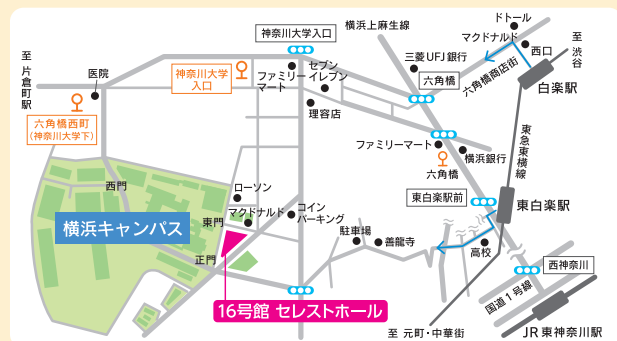 ドトール
マクドナルド
西口
至
渋谷
神奈川大学入口
横浜上麻生線
三菱UFJ銀行
六角橋商店街
白楽駅
至
片倉町駅
医院
神奈川大学
入口
ファミリー
マート
セブン
イレブン
理容店
六角橋
六角橋西町
(神奈川大学下)
ファミリーマート
横浜銀行
六角橋
東急東横線
西門
ローソン
マクドナルド
コイン
パーキング
東白楽駅前
東白楽駅
横浜キャンパス
東門
駐車場
善龍寺
高校
正門
西神奈川
16号館 セレストホール
国道1号線
至 元町・中華街
JR東神奈川駅